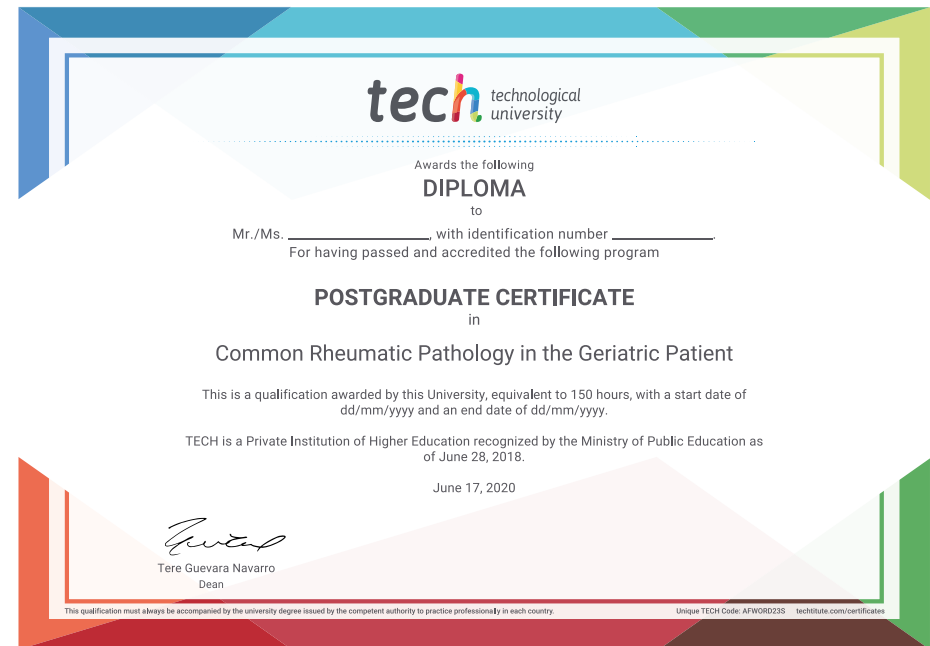 tech technological
university
Awards the following
DIPLOMA
to
Mr./Ms. ____________________, with identification number ______________.
For having passed and accredited the following program
POSTGRADUATE CERTIFICATE
in
Common Rheumatic Pathology in the Geriatric Patient
This is a qualification awarded by this University, equivalent to 150 hours, with a start date of
dd/mm/yyyy and an end date of dd/mm/yyyy.
TECH is a Private Institution of Higher Education recognized by the Ministry of Public Education as
of June 28, 2018.
June 17, 2020
Tere Guevara Navarro
Dean
This qualification must always be accompanied by the university degree issued by the competent authority to practice professionally in each country. Unique TECH Code: AFWORD23S techtitute.com/certificates